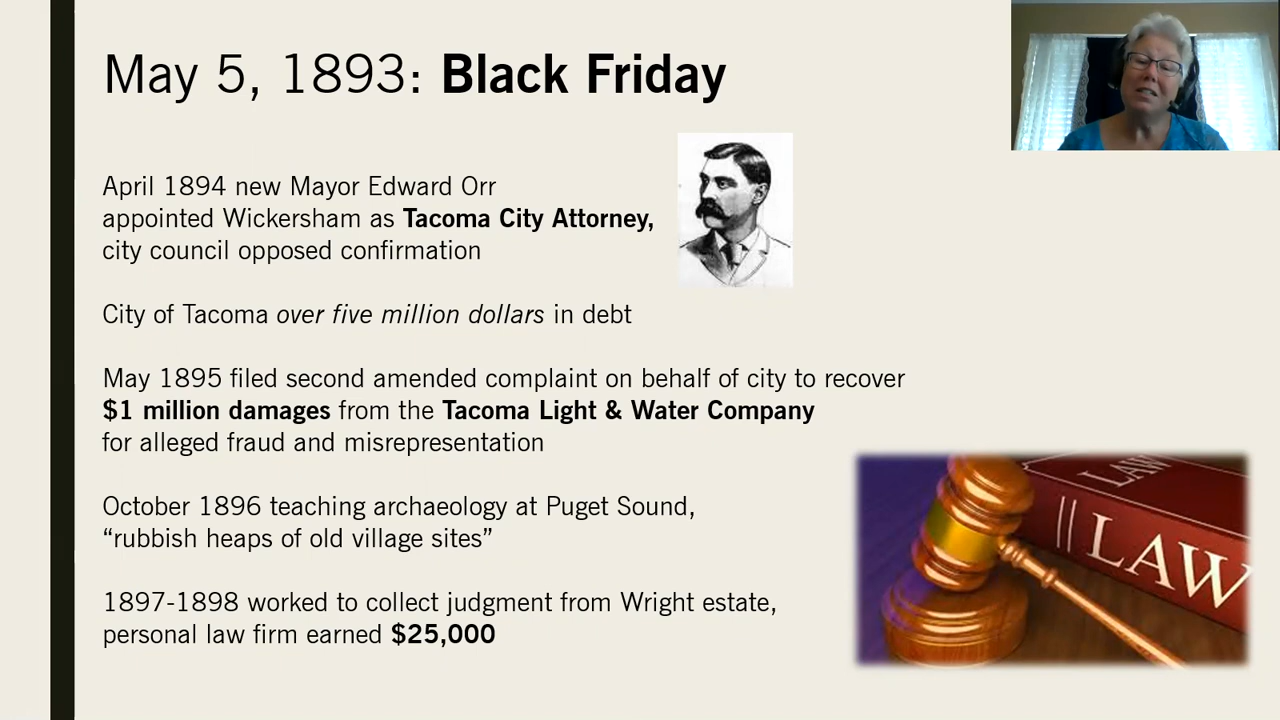 May 5, 1893: Black Friday
April 1894 new Mayor Edward Orr
appointed Wickersham as Tacoma City Attorney,
city council opposed confirmation
City of Tacoma over five million dollars in debt
May 1895 filed second amended complaint on behalf of city to recover
$1 million damages from the Tacoma Light & Water Company
for alleged fraud and misrepresentation
October 1896 teaching archaeology at Puget Sound,
“rubbish heaps of old village sites”
1897-1898 worked to collect judgment from Wright estate,
personal law firm earned $25,000
LAW
LAW